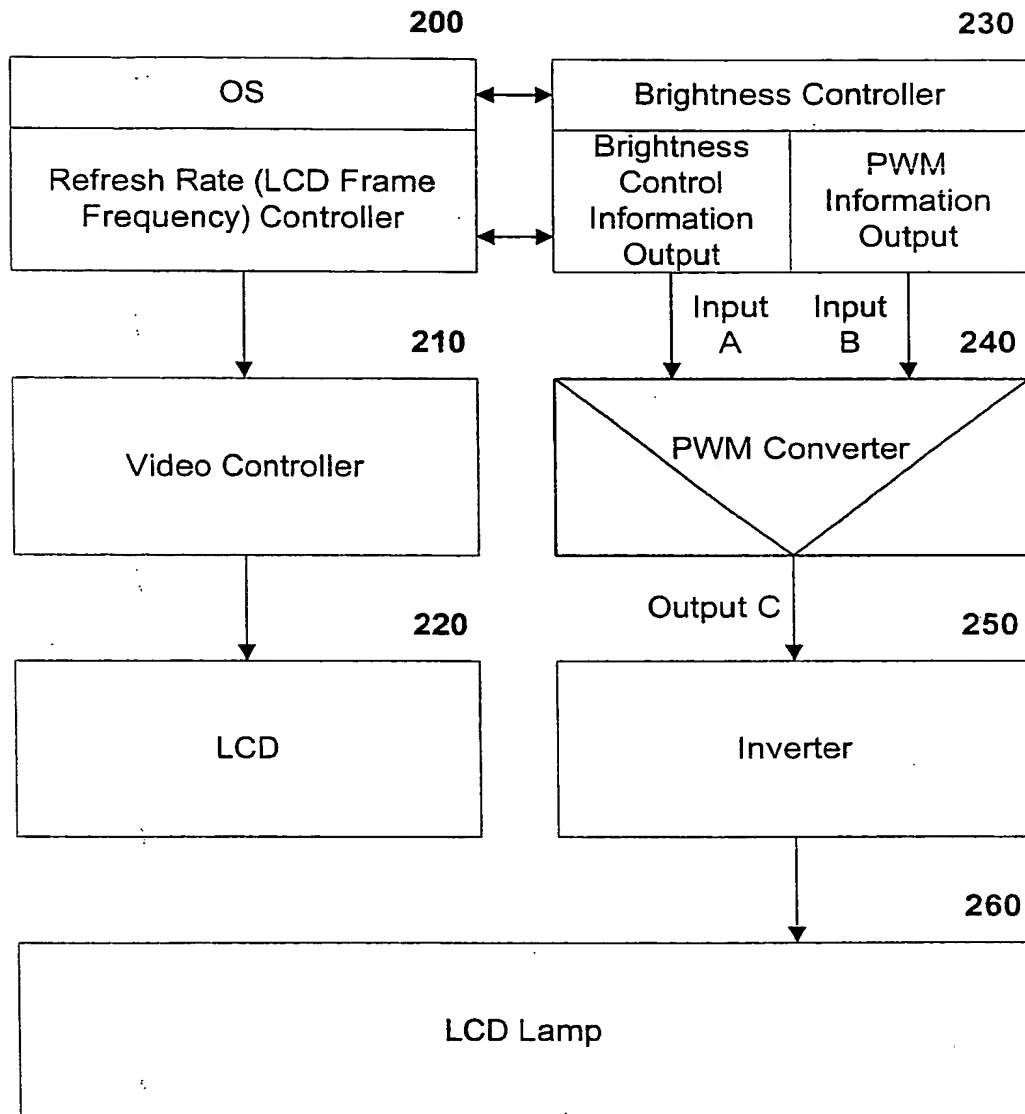 200
230
OS
Brightness Controller
Refresh Rate (LCD Frame
Frequency) Controller
Brightness
Control
Information
Output
PWM
Information
Output
Input
A
Input
B
210
240
Video Controller
PWM Converter
Output C
220
250
LCD
Inverter
260
LCD Lamp